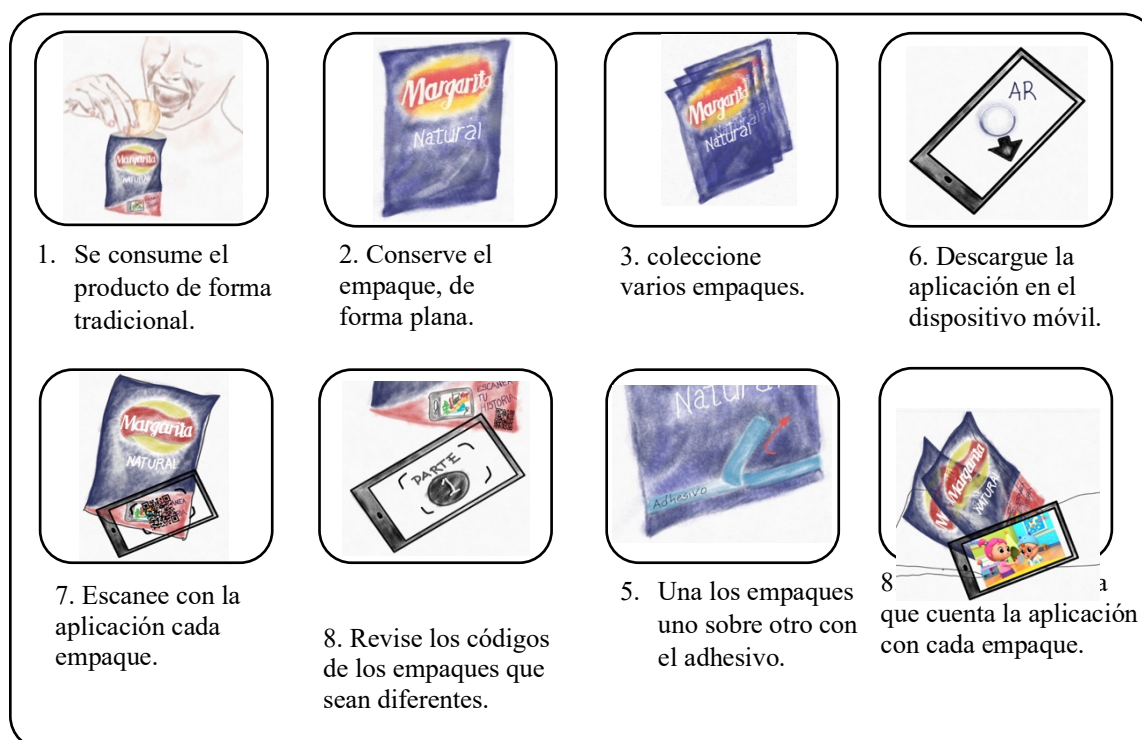 Margarita
NATURAL
Margarita
Natural
Margarita
Natural
Natural
AR
1. Se consume el
producto de forma
tradicional.
2. Conserve el
empaque, de
forma plana.
3. coleccione
varios empaques.
6. Descargue la
aplicación en el
dispositivo móvil.
Margarita
NATURAL
ESCANEA
TU
HISTORIA
PARTE
1
Natural
Adhesivo
Margarita
NATURAL
7. Escanee con la
aplicación cada
empaque.
8. Revise los códigos
de los empaques que
sean diferentes.
5. Una los empaques
uno sobre otro con
el adhesivo.
8 a
que cuenta la aplicación
con cada empaque.